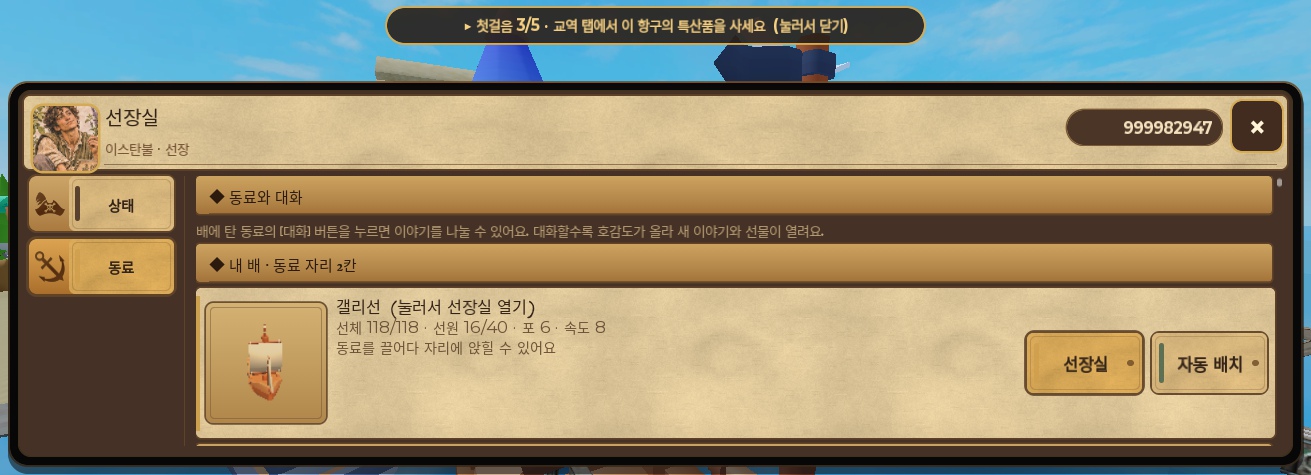 ▸ 첫걸음 3/5 · 교역 탭에서 이 항구의 특산품을 사세요 (눌러서 닫기)
선장실
이스탄불 · 선장
999982947
×
상태
동료
◆ 동료와 대화
배에 탄 동료의 [대화] 버튼을 누르면 이야기를 나눌 수 있어요. 대화할수록 호감도가 올라 새 이야기와 선물이 열려요.
◆ 내 배 · 동료 자리 2칸
갤리선 (눌러서 선장실 열기)
선체 118/118 · 선원 16/40 · 포 6 · 속도 8
동료를 끌어다 자리에 앉힐 수 있어요
선장실
자동 배치